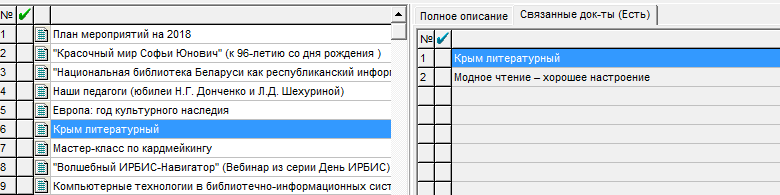 №
1 План мероприятий на 2018
2 "Красочный мир Софьи Юнович" (к 96-летию со дня рождения )
3 "Национальная библиотека Беларуси как республиканский инфор
4 Наши педагоги (юбилеи Н.Г. Донченко и Л.Д. Шехуриной)
5 Европа: год культурного наследия
6 Крым литературный
7 Мастер-класс по кардмейкингу
8 "Волшебный ИРБИС-Навигатор" (Вебинар из серии День ИРБИС)
9 Компьютерные технологии в библиотечно-информационных сист
Полное описание Связанные док-ты (Есть)
№
1 Крым литературный
2 Модное чтение – хорошее настроение